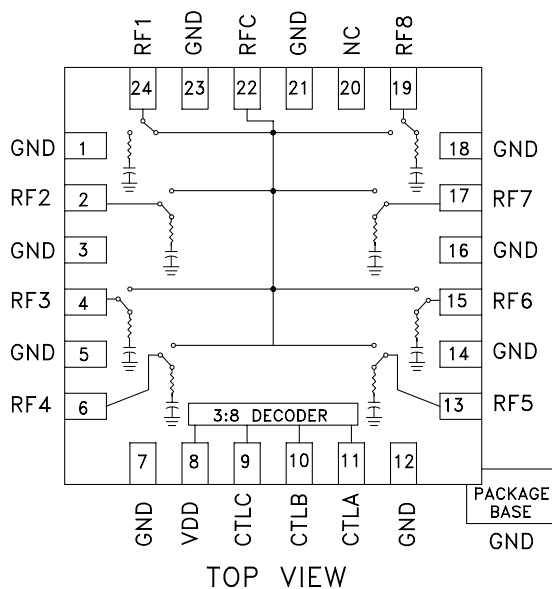 RF1 GND RFC GND NC RF8
24 23 22 21 20 19
GND 1 18 GND
RF2 2 17 RF7
GND 3 16 GND
RF3 4 15 RF6
GND 5 14 GND
RF4 6 13 RF5
3:8 DECODER
7 8 9 10 11 12
GND VDD CTLC CTLB CTLA GND
PACKAGE
BASE
GND
TOP VIEW